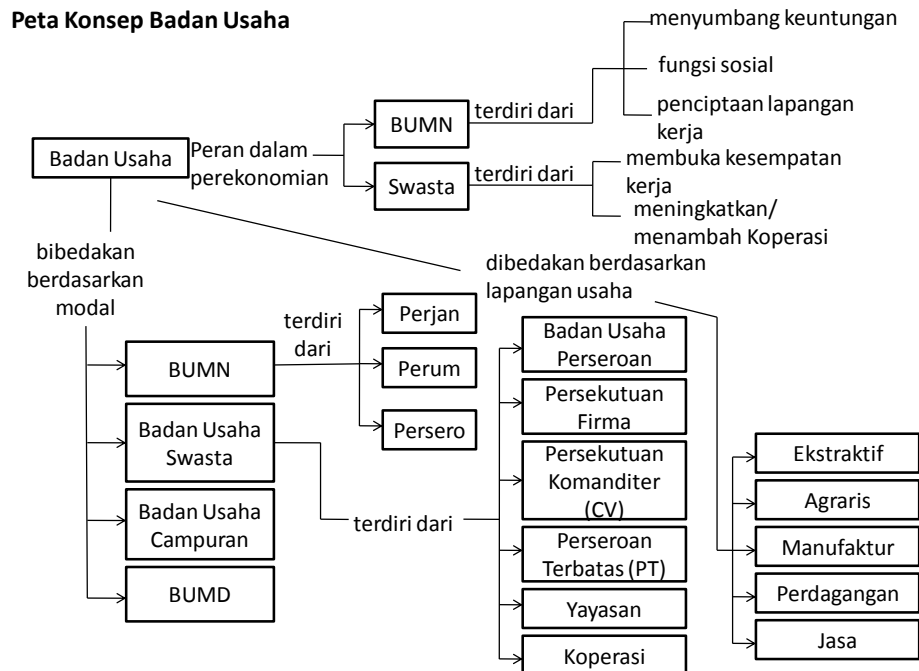 Peta Konsep Badan Usaha
menyumbang keuntungan
fungsi sosial
penciptaan lapangan
kerja
terdiri dari
BUMN
Badan Usaha
Peran dalam
perekonomian
Swasta
terdiri dari
membuka kesempatan
kerja
meningkatkan/
menambah Koperasi
bibedakan
berdasarkan
modal
dibedakan berdasarkan
lapangan usaha
BUMN
terdiri
dari
Perjan
Perum
Persero
Badan Usaha
Swasta
Badan Usaha
Campuran
BUMD
terdiri dari
Badan Usaha
Perseroan
Persekutuan
Firma
Persekutuan
Komanditer
(CV)
Perseroan
Terbatas (PT)
Yayasan
Koperasi
Ekstraktif
Agraris
Manufaktur
Perdagangan
Jasa